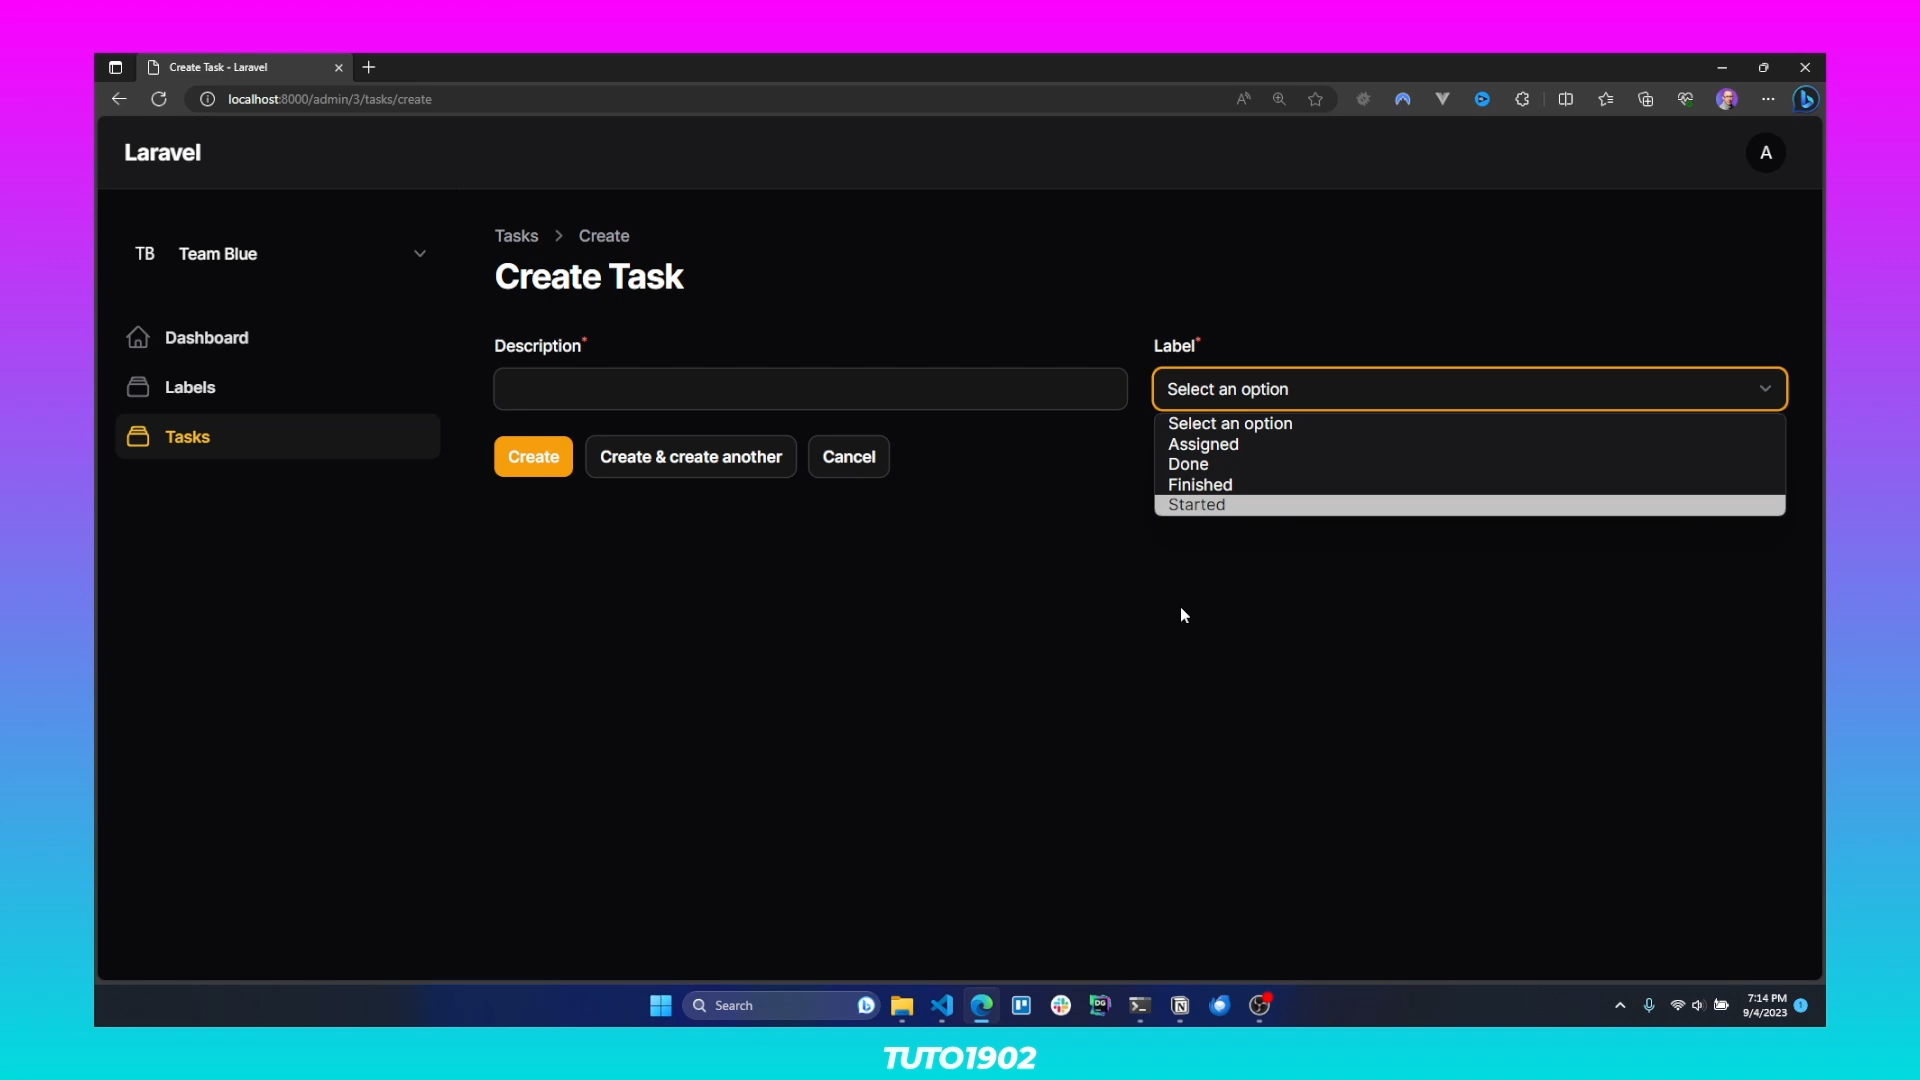 Create Task - Laravel
localhost:8000/admin/3/tasks/create
Laravel
A
TB Team Blue
Dashboard
Labels
Tasks
Tasks > Create
Create Task
Description*
Label*
Select an option
Select an option
Assigned
Done
Finished
Started
Create
Create & create another
Cancel
Search
DG
7:14 PM
9/4/2023
1
TUTO1902